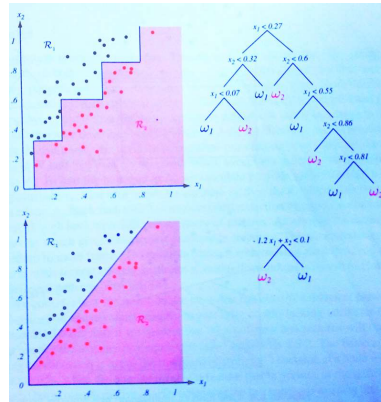 x₂
1
.8
.6
.4
.2
0
.2 .4 .6 .8 1
x₁
R₁
R₂
x₁ < 0.27
x₂ < 0.32 x₂ < 0.6
x₁ < 0.07 ω₁ ω₂ x₁ < 0.55
ω₁ ω₂ ω₁ x₂ < 0.86
ω₂ x₁ < 0.81
ω₁ ω₂
x₂
1
.8
.6
.4
.2
0
.2 .4 .6 .8 1
x₁
R₁
R₂
- 1.2 x₁ + x₂ < 0.1
ω₂ ω₁